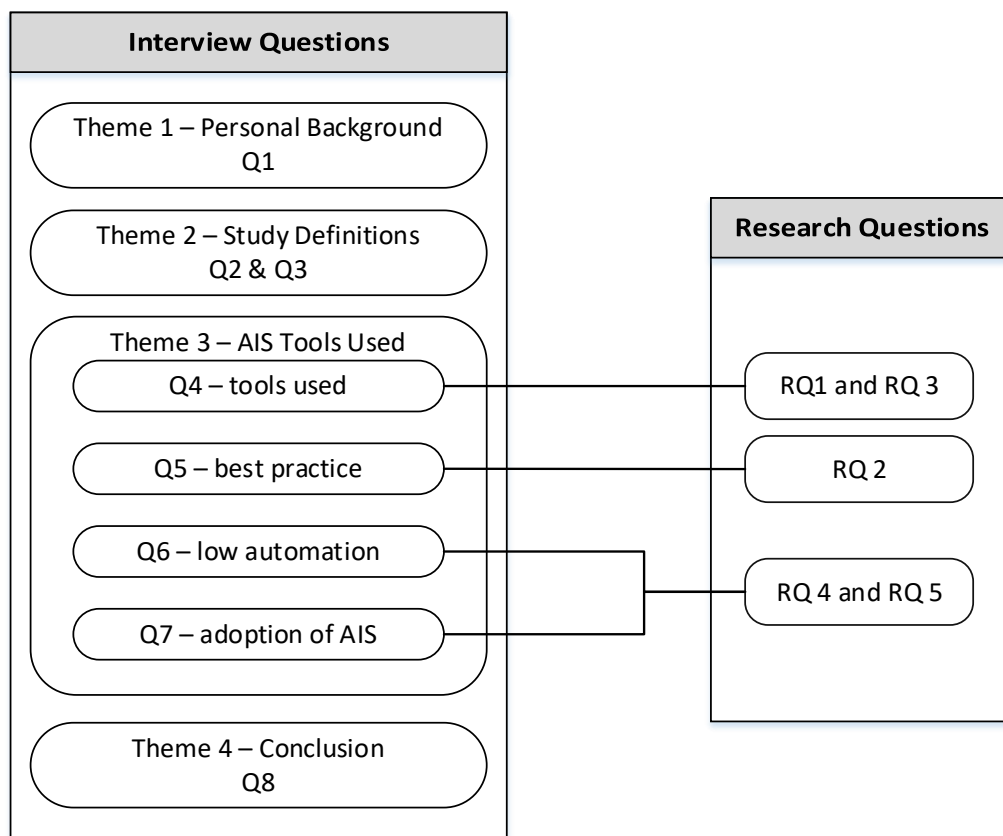 Interview Questions
Theme 1 – Personal Background
Q1
Theme 2 – Study Definitions
Q2 & Q3
Theme 3 – AIS Tools Used
Q4 – tools used
Q5 – best practice
Q6 – low automation
Q7 – adoption of AIS
Theme 4 – Conclusion
Q8
Research Questions
RQ1 and RQ 3
RQ 2
RQ 4 and RQ 5